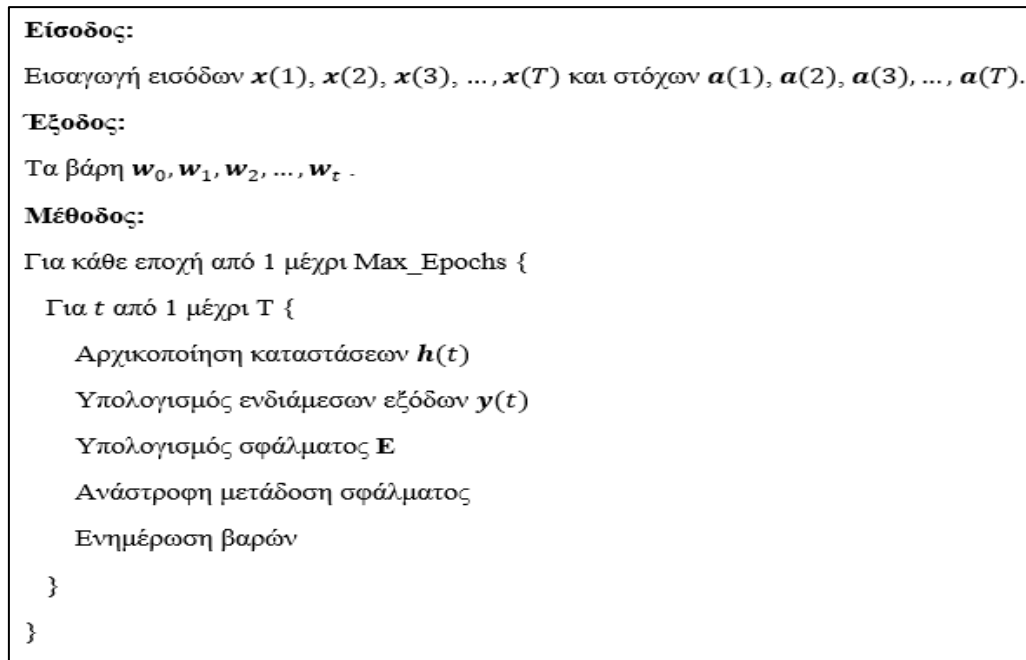 Είσοδος:
Εισαγωγή εισόδων x(1), x(2), x(3), ..., x(T) και στόχων a(1), a(2), a(3), ..., a(T).
Έξοδος:
Τα βάρη w₀, w₁, w₂, ..., wₜ .
Μέθοδος:
Για κάθε εποχή από 1 μέχρι Max_Epochs {
Για t από 1 μέχρι T {
Αρχικοποίηση καταστάσεων h(t)
Υπολογισμός ενδιάμεσων εξόδων y(t)
Υπολογισμός σφάλματος E
Ανάστροφη μετάδοση σφάλματος
Ενημέρωση βαρών
}
}